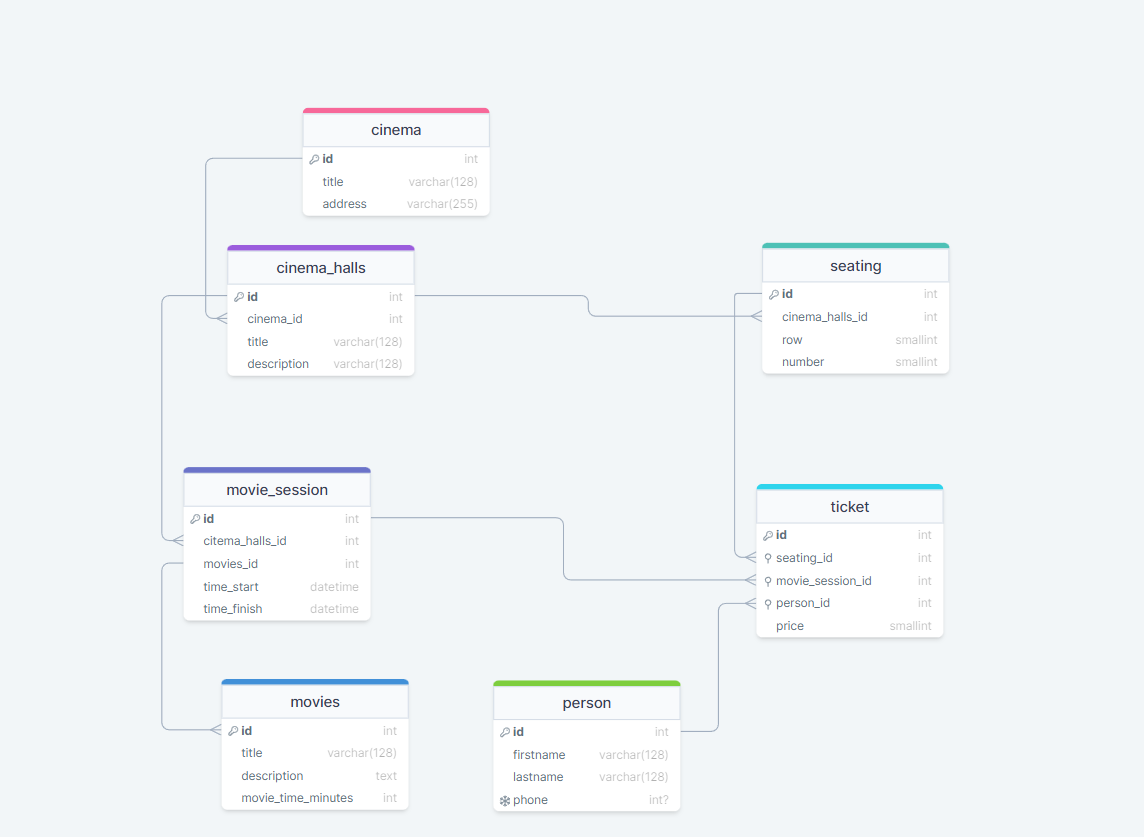 cinema
id int
title varchar(128)
address varchar(255)
cinema_halls
id int
cinema_id int
title varchar(128)
description varchar(128)
seating
id int
cinema_halls_id int
row smallint
number smallint
movie_session
id int
citema_halls_id int
movies_id int
time_start datetime
time_finish datetime
ticket
id int
seating_id int
movie_session_id int
person_id int
price smallint
movies
id int
title varchar(128)
description text
movie_time_minutes int
person
id int
firstname varchar(128)
lastname varchar(128)
phone int?